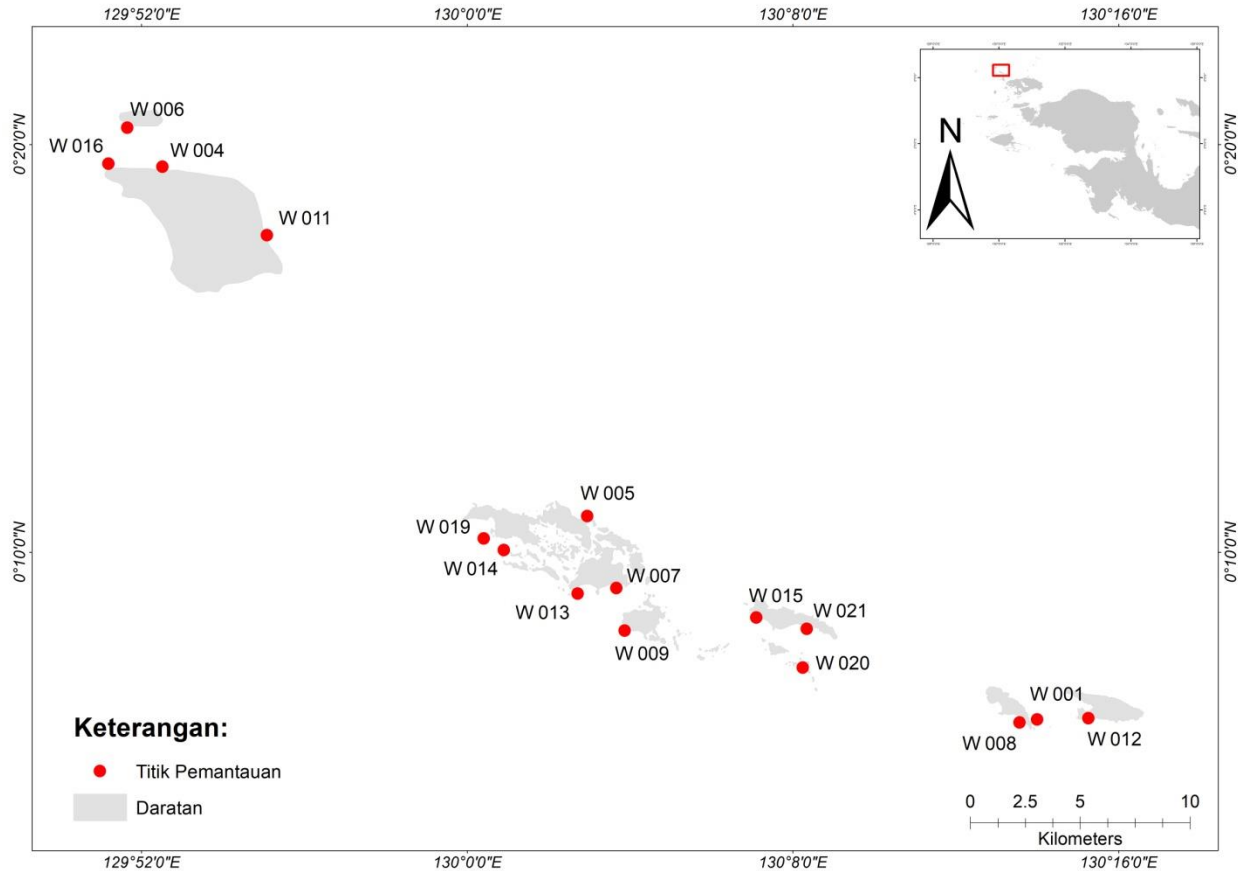 129°52'0"E 130°0'0"E 130°8'0"E 130°16'0"E
0°20'0"N
0°20'0"N
N
W 006
W 016
W 004
W 011
W 005
W 019
W 014
W 007
W 013
W 009
W 015
W 021
W 020
W 001
W 008
W 012
0°10'0"N
0°10'0"N
Keterangan:
Titik Pemantauan
Daratan
0 2.5 5 10
Kilometers
129°52'0"E 130°0'0"E 130°8'0"E 130°16'0"E